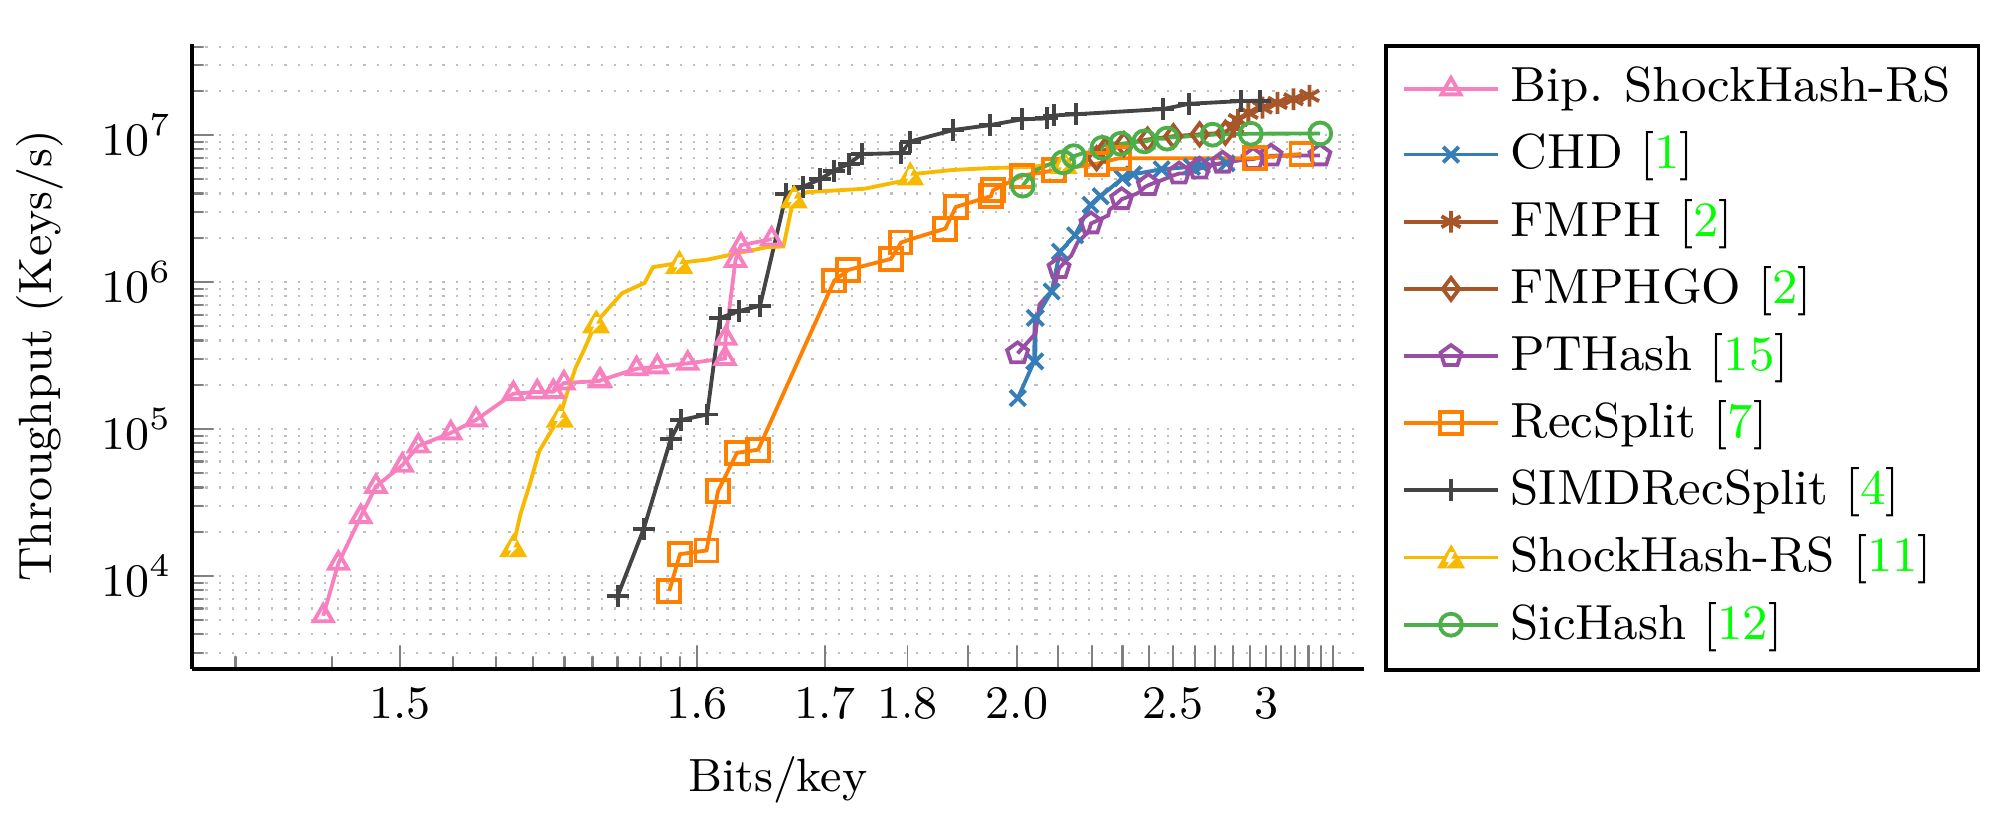 Throughput (Keys/s)
10^7
10^6
10^5
10^4
1.5 1.6 1.7 1.8 2.0 2.5 3
Bits/key
Bip. ShockHash-RS
CHD [1]
FMPH [2]
FMPHGO [2]
PTHash [15]
RecSplit [7]
SIMDRecSplit [4]
ShockHash-RS [11]
SicHash [12]